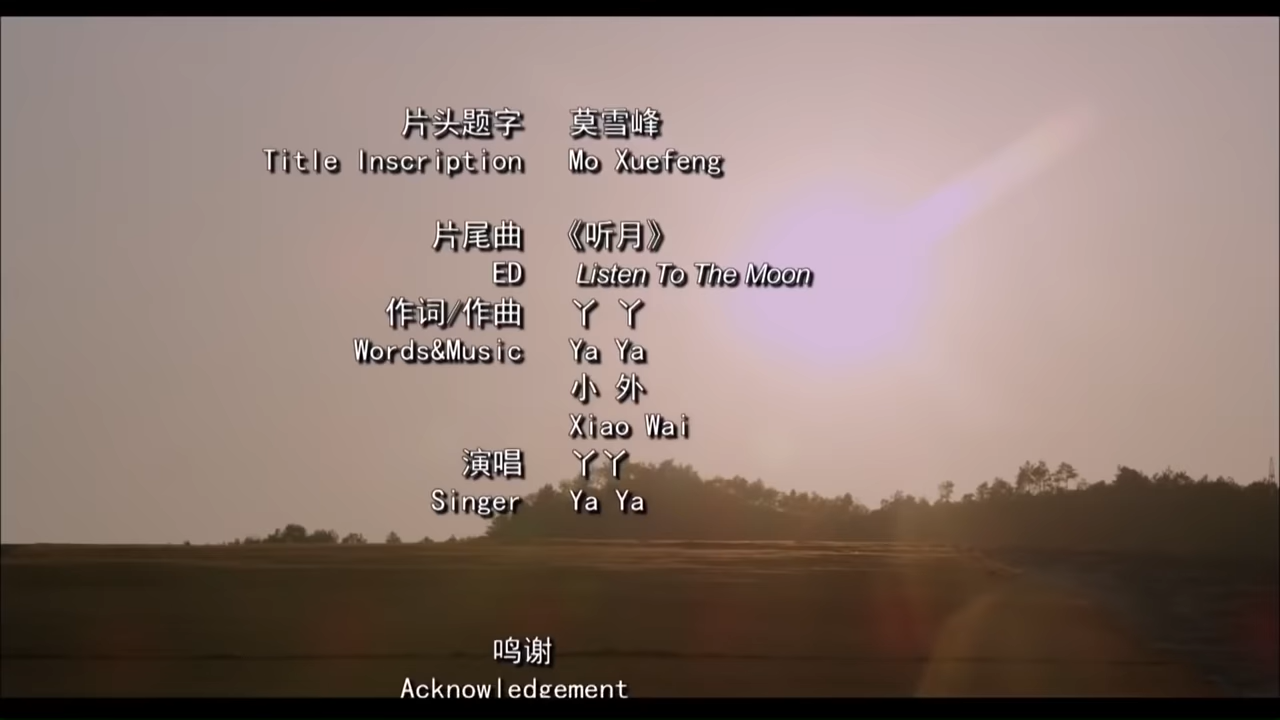 片头题字 莫雪峰
Title Inscription Mo Xuefeng
片尾曲 《听月》
ED Listen To The Moon
作词/作曲 丫 丫
Words&Music Ya Ya
小 外
Xiao Wai
演唱 丫丫
Singer Ya Ya
鸣谢
Acknowledgement